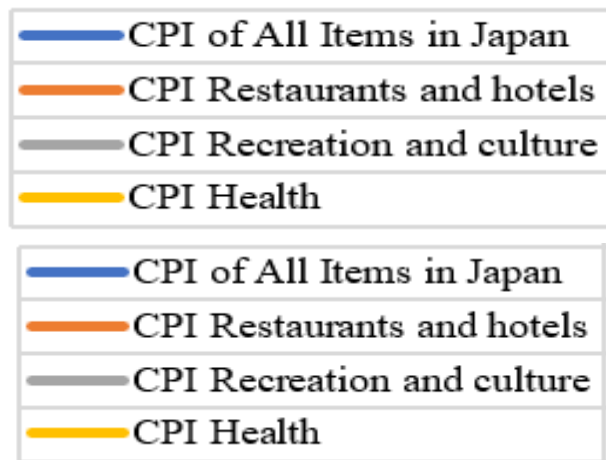 CPI of All Items in Japan
CPI Restaurants and hotels
CPI Recreation and culture
CPI Health
CPI of All Items in Japan
CPI Restaurants and hotels
CPI Recreation and culture
CPI Health